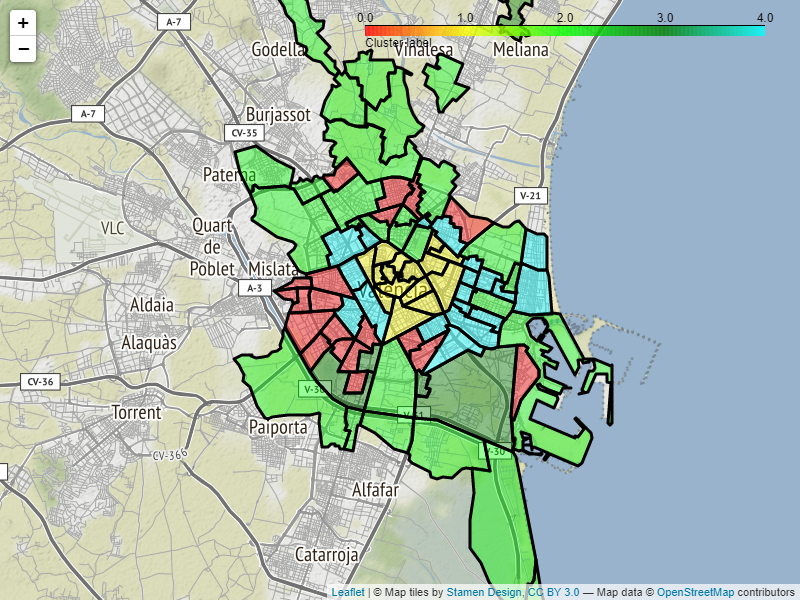 +
−
A-7
Godella
Vinalesa
Meliana
0.0 1.0 2.0 3.0 4.0
Cluster label
A-7
Burjassot
CV-35
Paterna
V-21
VLC
Quart
de
Poblet
Mislata
A-3
València
Aldaia
Alaquàs
CV-36
V-30
Torrent
Paiporta
V-31
CV-36
V-30
Alfafar
Catarroja
Leaflet | © Map tiles by Stamen Design, CC BY 3.0 — Map data © OpenStreetMap contributors